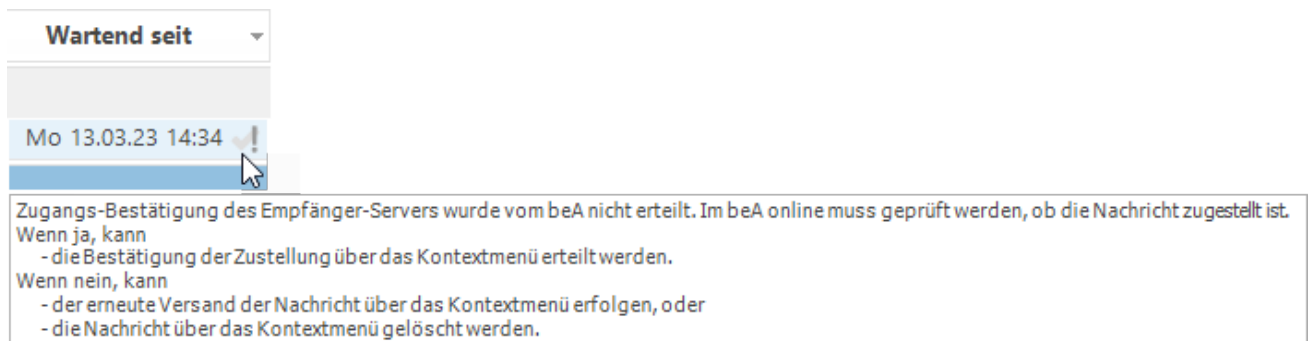 Wartend seit
Mo 13.03.23 14:34
Zugangs-Bestätigung des Empfänger-Servers wurde vom beA nicht erteilt. Im beA online muss geprüft werden, ob die Nachricht zugestellt ist.
Wenn ja, kann
- die Bestätigung der Zustellung über das Kontextmenü erteilt werden.
Wenn nein, kann
- der erneute Versand der Nachricht über das Kontextmenü erfolgen, oder
- die Nachricht über das Kontextmenü gelöscht werden.